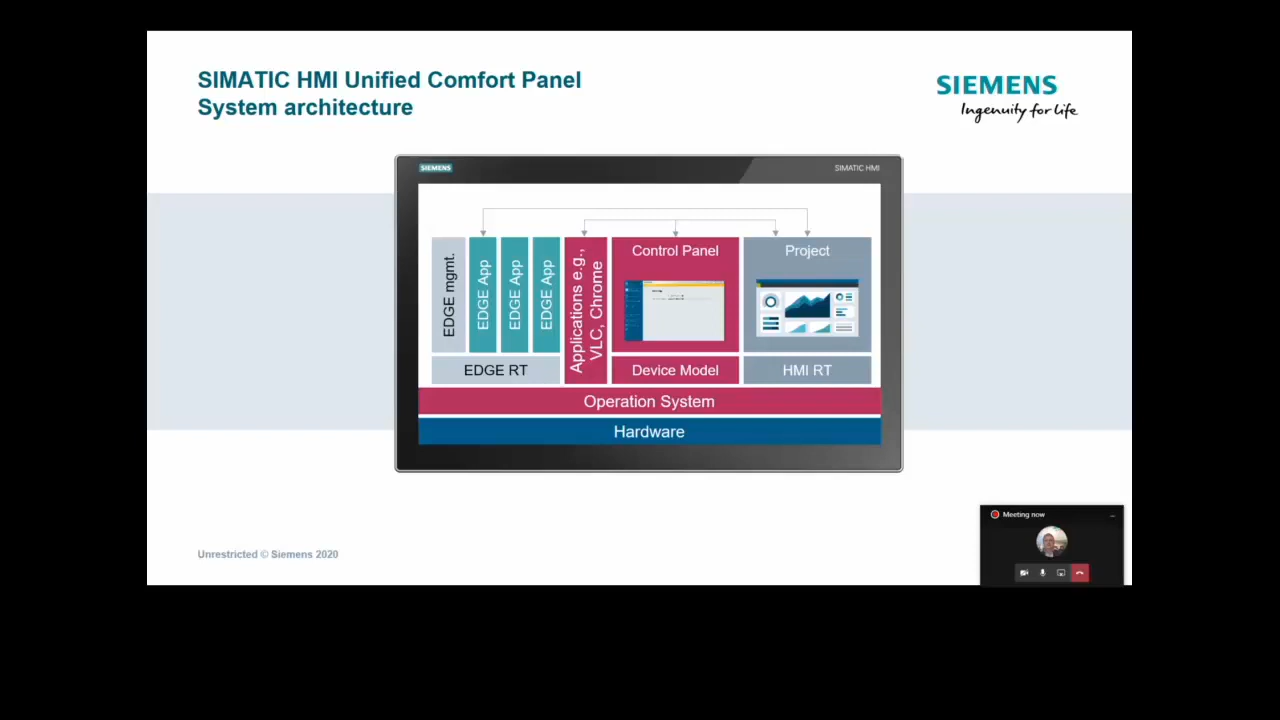 SIMATIC HMI Unified Comfort Panel
System architecture
SIEMENS
Ingenuity for life
SIEMENS
SIMATIC HMI
EDGE mgmt.
EDGE App
EDGE App
EDGE App
Applications e.g.,
VLC, Chrome
Control Panel
Project
EDGE RT
Device Model
HMI RT
Operation System
Hardware
Meeting now
Unrestricted © Siemens 2020